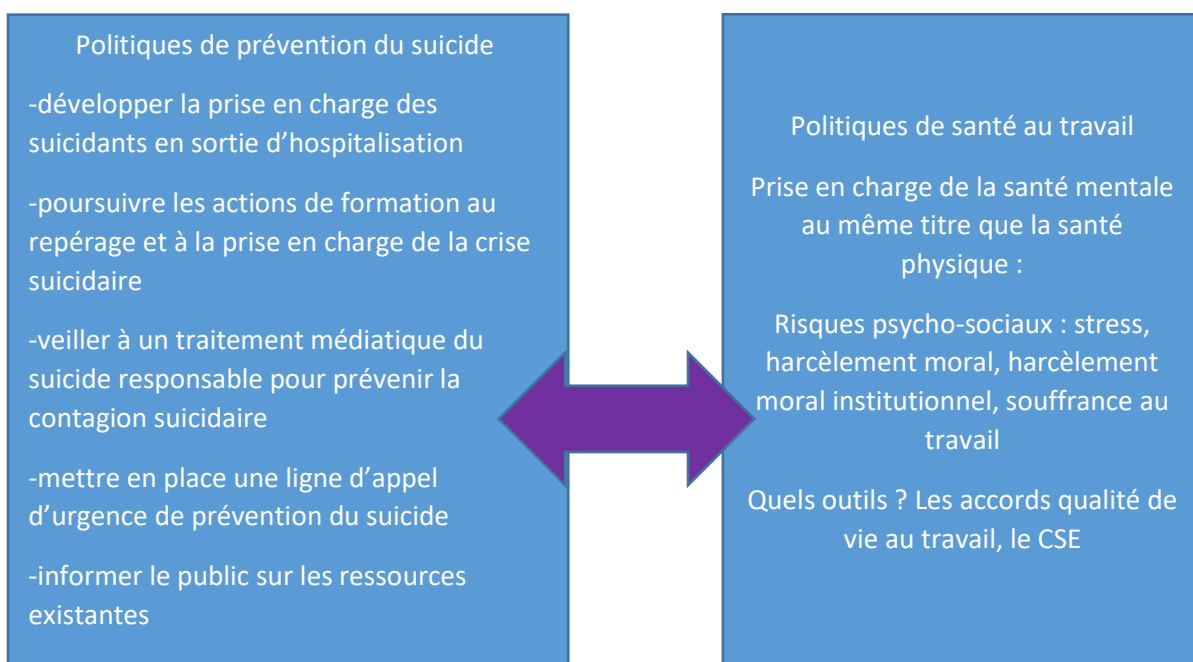 Politiques de prévention du suicide
-développer la prise en charge des
suicidants en sortie d’hospitalisation
-poursuivre les actions de formation au
repérage et à la prise en charge de la crise
suicidaire
-veiller à un traitement médiatique du
suicide responsable pour prévenir la
contagion suicidaire
-mettre en place une ligne d’appel
d’urgence de prévention du suicide
-informer le public sur les ressources
existantes
Politiques de santé au travail
Prise en charge de la santé mentale
au même titre que la santé
physique :
Risques psycho-sociaux : stress,
harcèlement moral, harcèlement
moral institutionnel, souffrance au
travail
Quels outils ? Les accords qualité de
vie au travail, le CSE